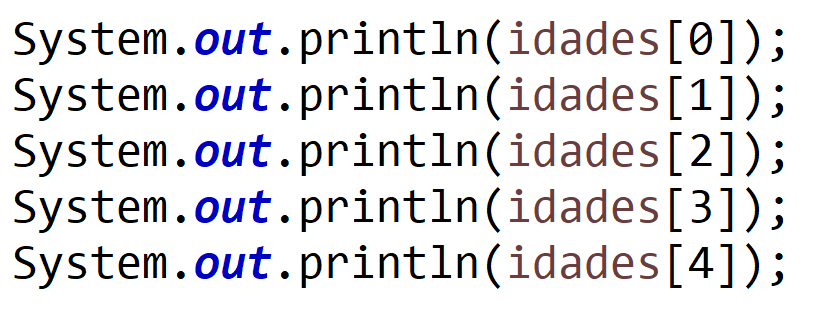 System.out.println(idades[0]);
System.out.println(idades[1]);
System.out.println(idades[2]);
System.out.println(idades[3]);
System.out.println(idades[4]);